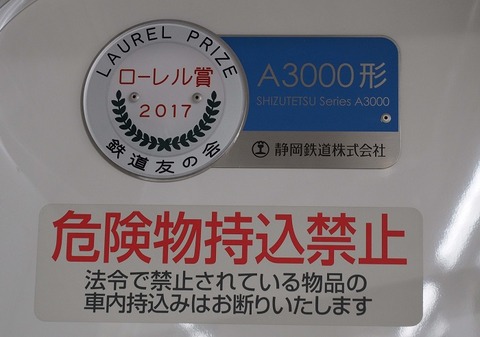 LAUREL PRIZE
ローレル賞
2017
鉄道友の会
A3000形
SHIZUTETSU Series A3000
静岡鉄道株式会社
危険物持込禁止
法令で禁止されている物品の
車内持込みはお断りいたします